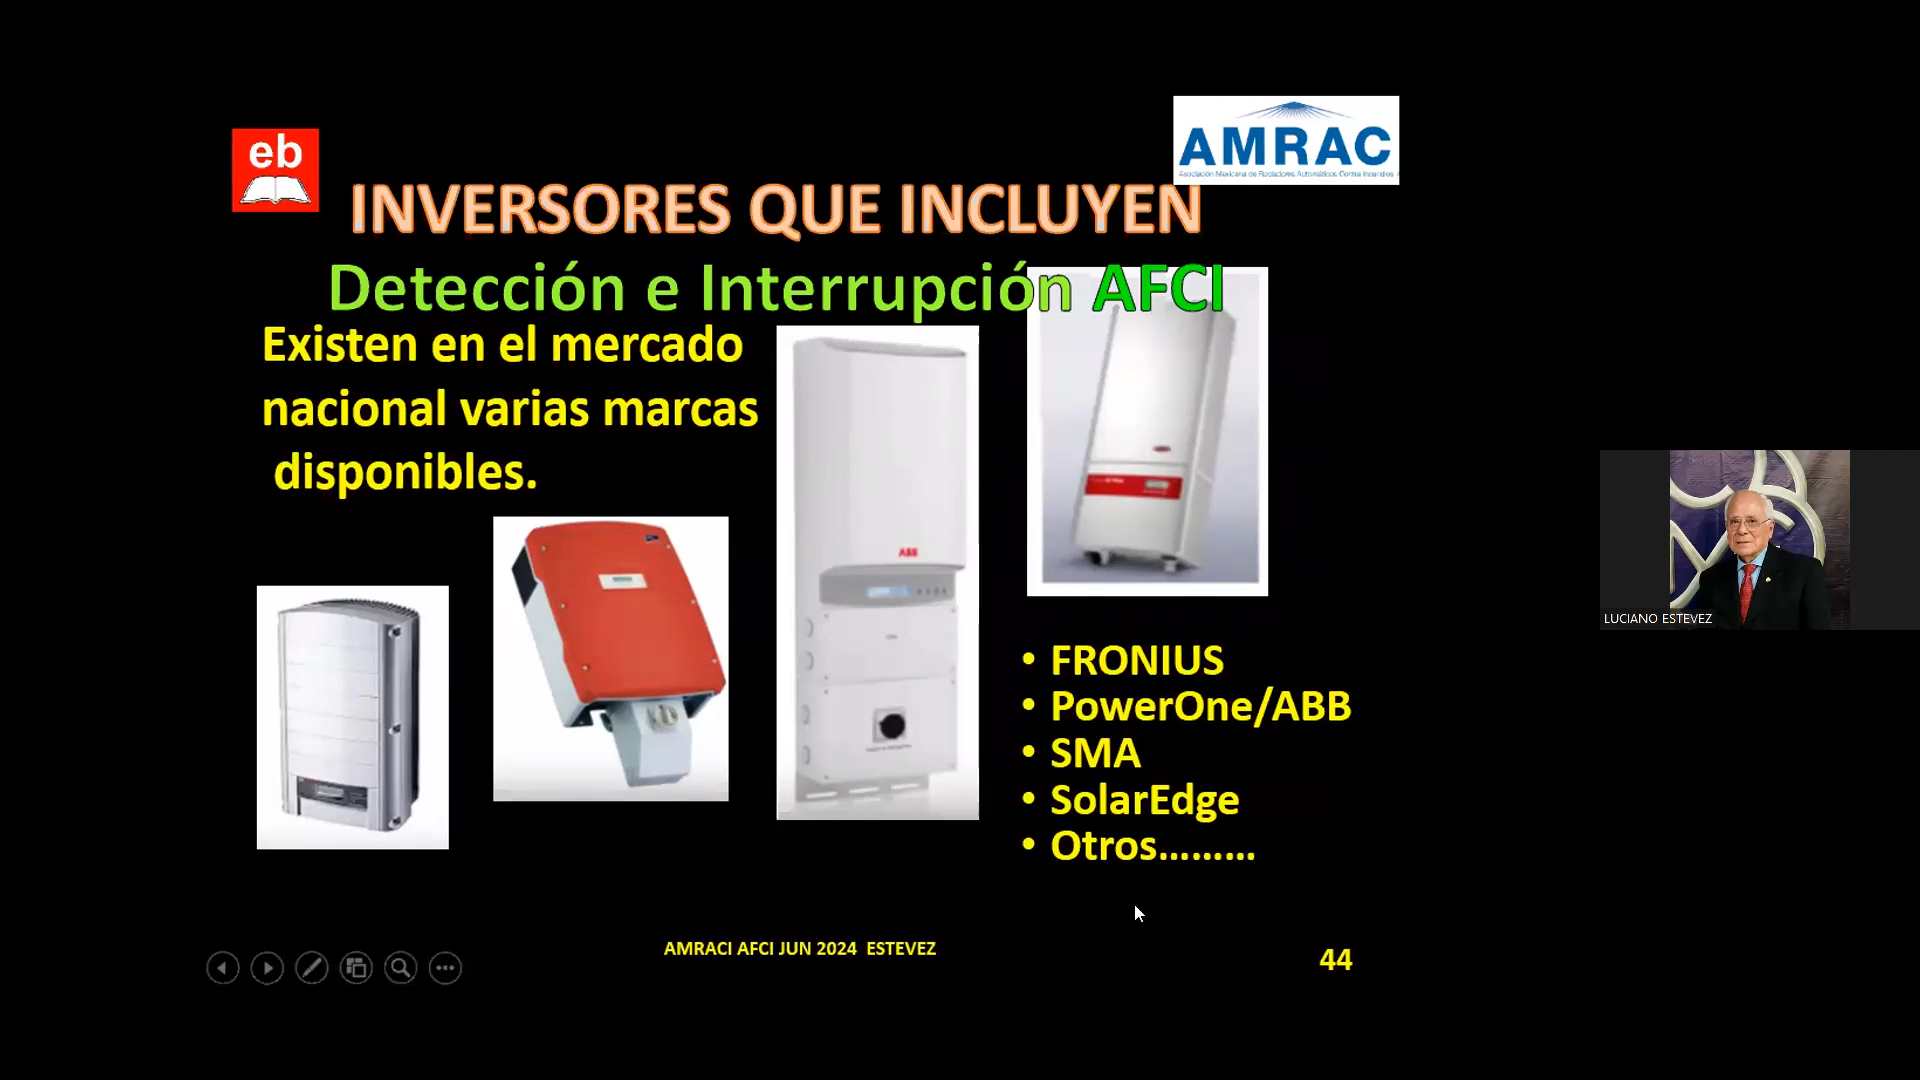 eb
AMRAC
Asociación Mexicana de Rociadores Automáticos Contra Incendios
INVERSORES QUE INCLUYEN
Detección e Interrupción AFCI
Existen en el mercado
nacional varias marcas
disponibles.
ABB
• FRONIUS
• PowerOne/ABB
• SMA
• SolarEdge
• Otros.........
LUCIANO ESTEVEZ
AMRACI AFCI JUN 2024 ESTEVEZ
44